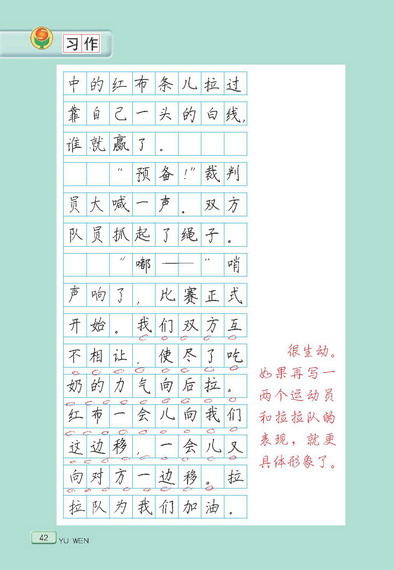 习作
中的红布条儿拉过
靠自己一头的白线，
谁就赢了。
“预备！”裁判
员大喊一声。双方
队员抓起了绳子。
“嘟——”哨
声响了，比赛正式
开始。我们双方互
不相让，使尽了吃
奶的力气向后拉。
红布一会儿向我们
这边移，一会儿又
向对方一边移。拉
拉队为我们加油。
很生动。
如果再写一
两个运动员
和拉拉队的
表现，就更
具体形象了。
42 YU WEN